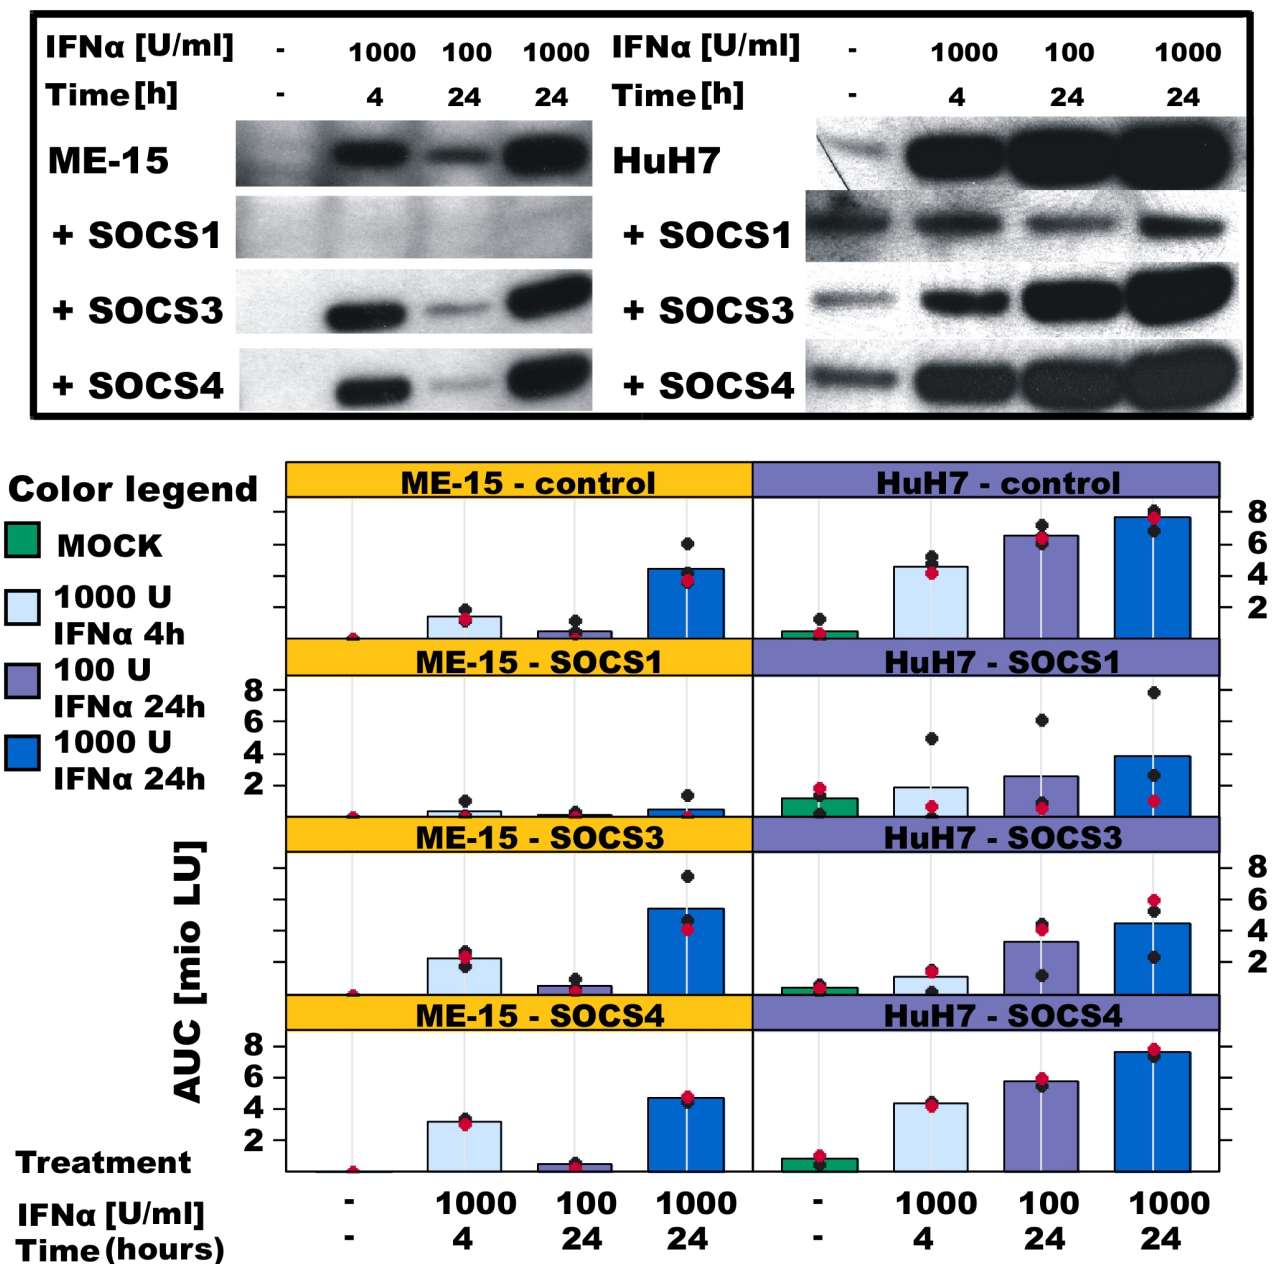 IFNα [U/ml] - 1000 100 1000 IFNα [U/ml] - 1000 100 1000
Time [h] - 4 24 24 Time [h] - 4 24 24
ME-15 HuH7
+ SOCS1 + SOCS1
+ SOCS3 + SOCS3
+ SOCS4 + SOCS4
Color legend
MOCK
1000 U
IFNα 4h
100 U
IFNα 24h
1000 U
IFNα 24h
ME-15 - control HuH7 - control
8
6
4
2
ME-15 - SOCS1 HuH7 - SOCS1
8
6
4
2
ME-15 - SOCS3 HuH7 - SOCS3
8
6
4
2
ME-15 - SOCS4 HuH7 - SOCS4
8
6
4
2
AUC [mio LU]
Treatment
IFNα [U/ml] - 1000 100 1000 - 1000 100 1000
Time (hours) - 4 24 24 - 4 24 24